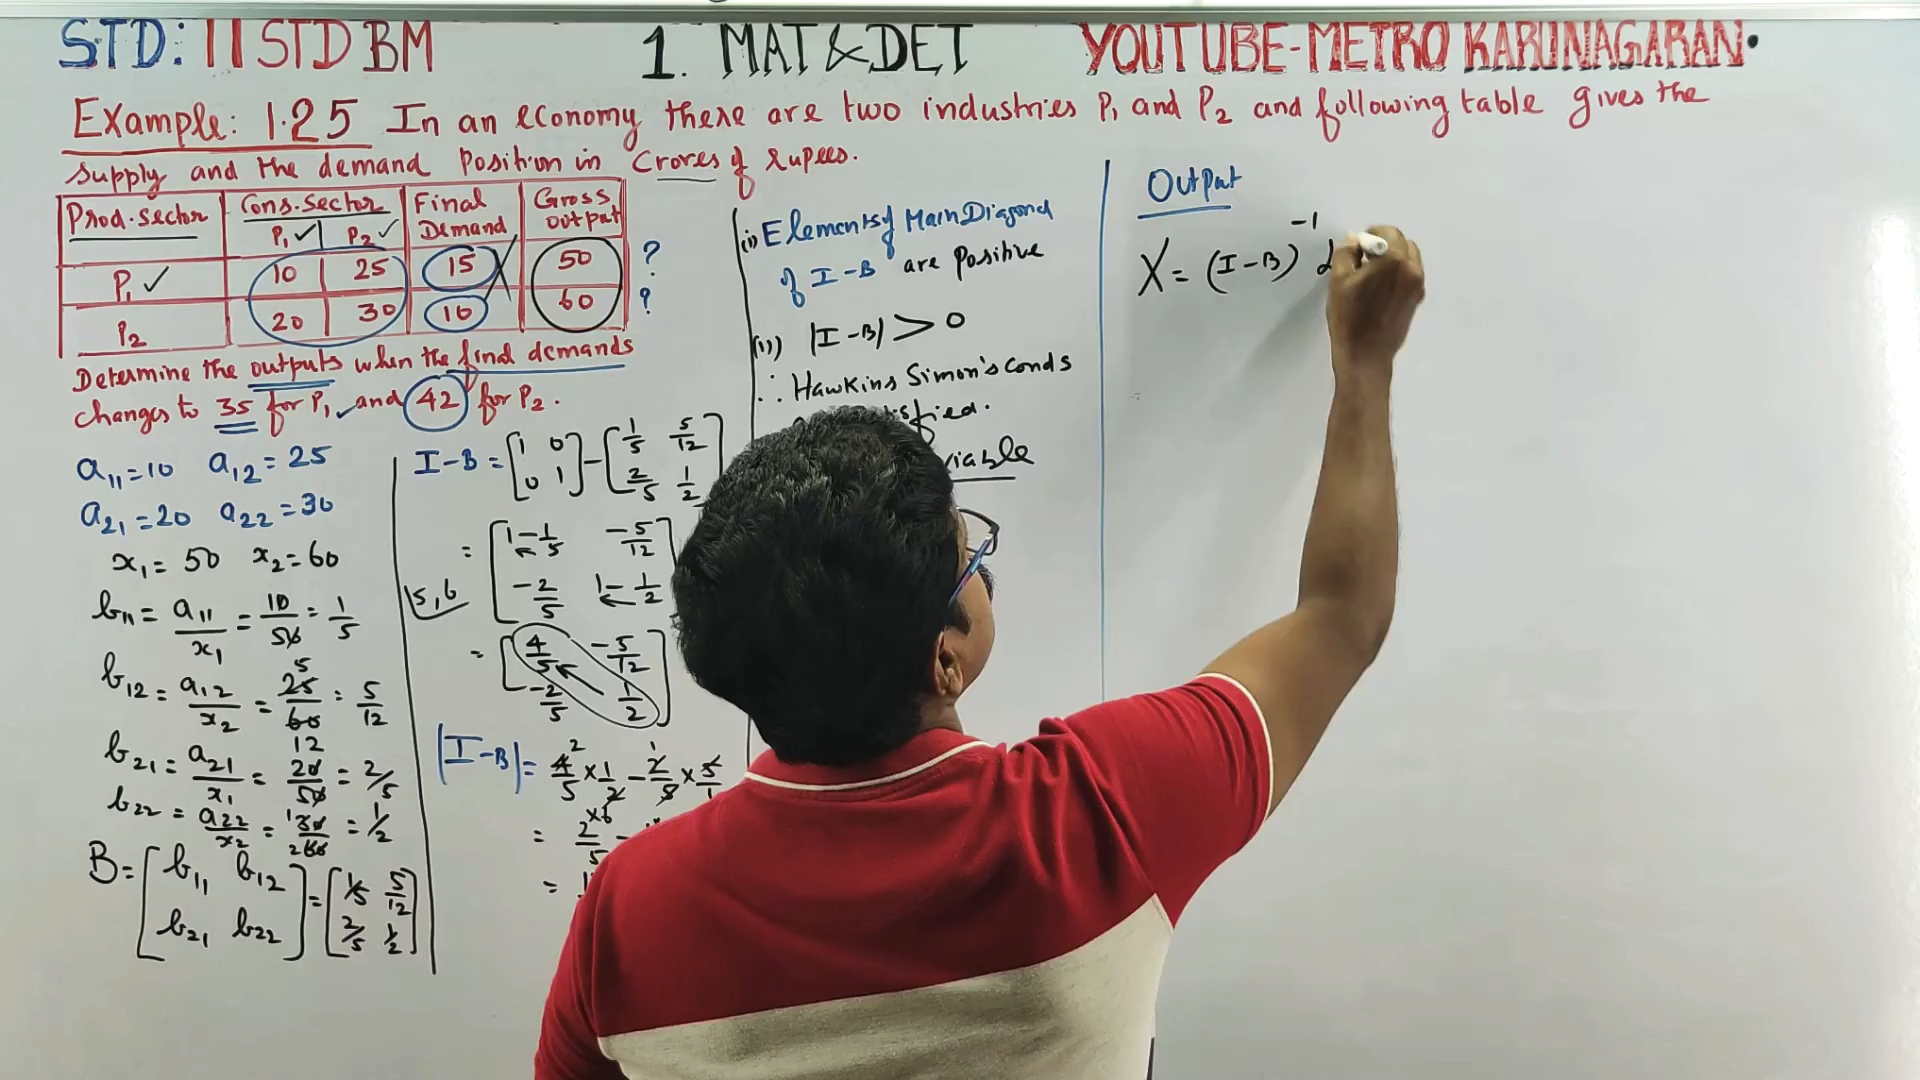 STD: 11 STD BM
1. MAT & DET
YOUTUBE-METRO KARUNAGARAN.
Example: 1.25 In an economy there are two industries P₁ and P₂ and following table gives the
supply and the demand position in Crores of rupees.
Prod.sector | Cons.sector | Final Demand | Gross output
P₁ ✓ | P₂ ✓
P₁ ✓ | 10 | 25 | 15 | 50 ?
P₂ | 20 | 30 | 10 | 60 ?
Determine the outputs when the final demands
changes to 35 for P₁ and 42 for P₂.
a₁₁=10 a₁₂=25
a₂₁=20 a₂₂=30
x₁=50 x₂=60
b₁₁ = a₁₁/x₁ = 10/50 = 1/5
b₁₂ = a₁₂/x₂ = 25/60 = 5/12
b₂₁ = a₂₁/x₁ = 20/50 = 2/5
b₂₂ = a₂₂/x₂ = 30/60 = 1/2
B = [b₁₁ b₁₂
b₂₁ b₂₂] = [1/5 5/12
2/5 1/2]
I-B = [1 0
0 1] - [1/5 5/12
2/5 1/2]
= [1-1/5 -5/12
-2/5 1-1/2]
5,6
= [4/5 -5/12
-2/5 1/2]
|I-B| = 4/5 × 1/2 - 2/5 × 5/
= 2×6/5 -
=
(i) Elements of Main Diagonal
of I-B are positive
(ii) |I-B| > 0
∴ Hawkins Simon's conds
Output
X = (I-B)⁻¹